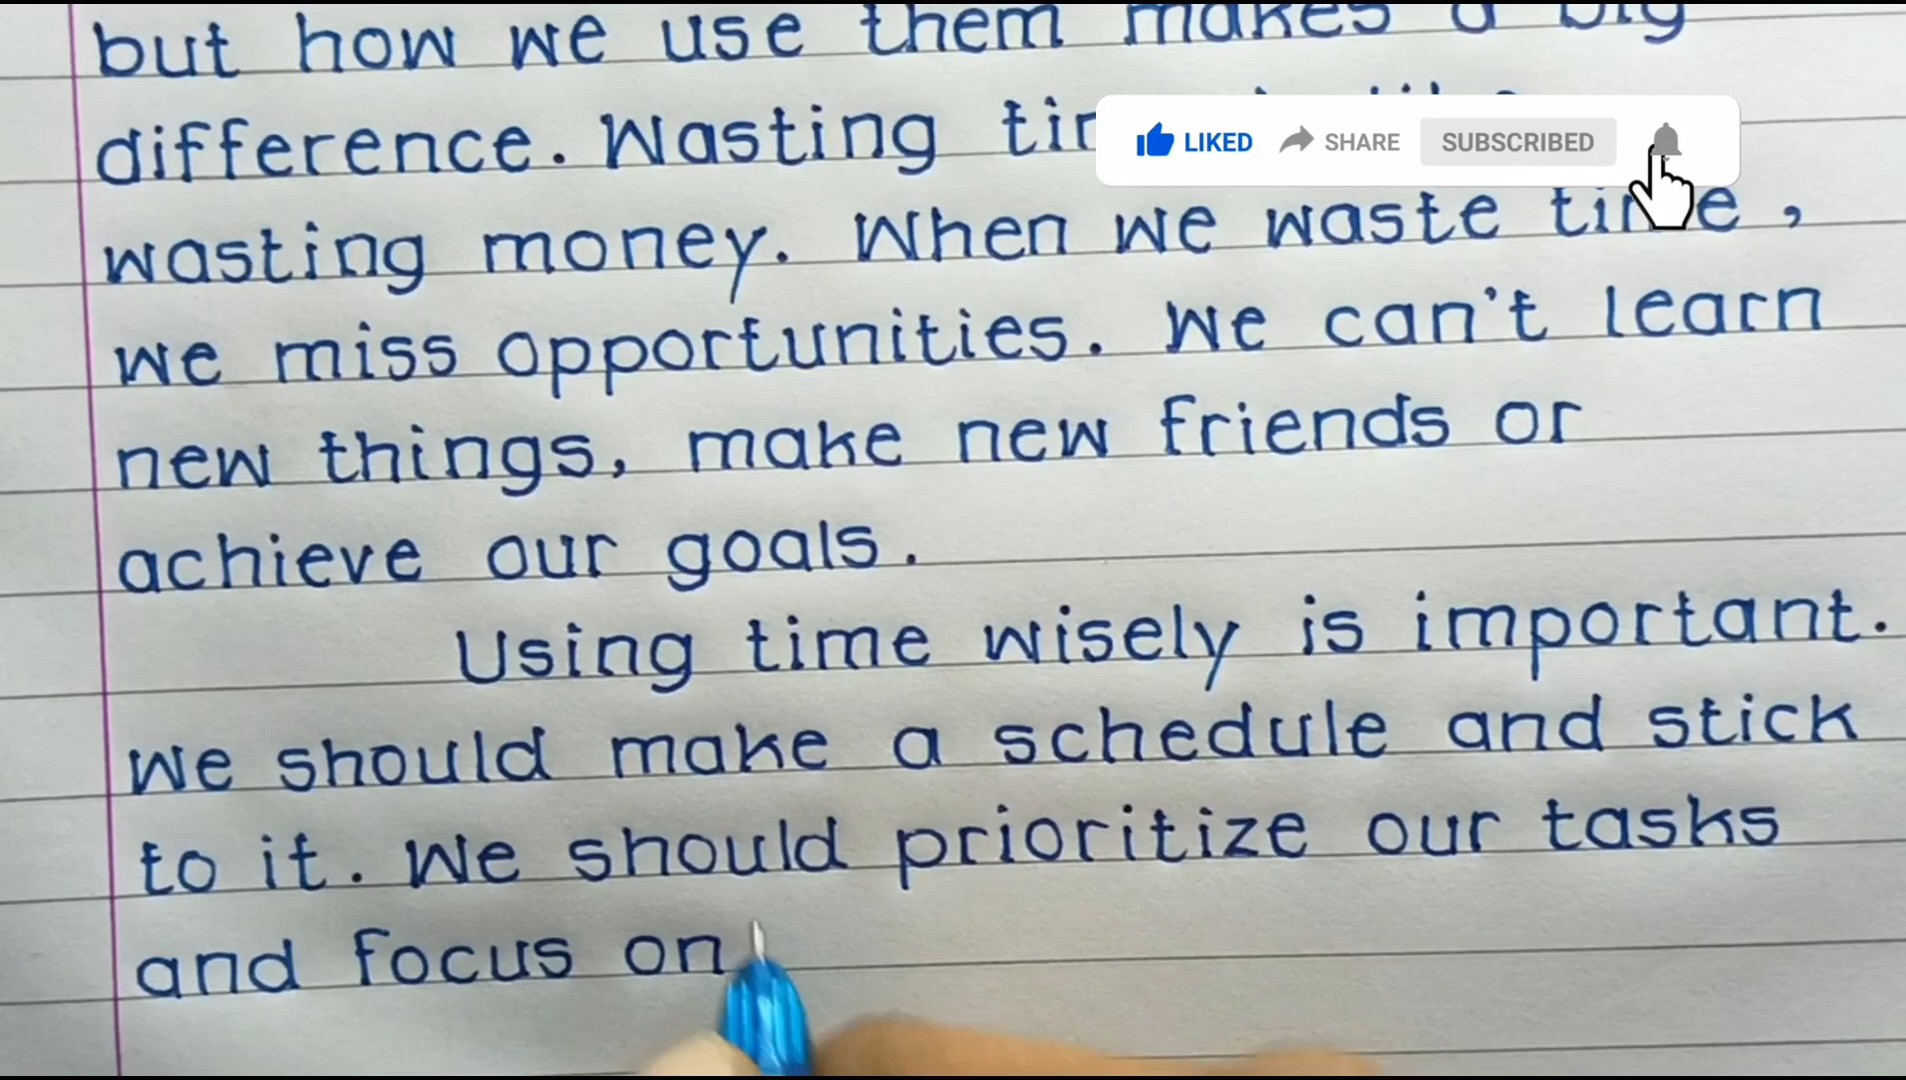 but how we use them makes a big
difference. Wasting
LIKED SHARE SUBSCRIBED
wasting money. When we waste time,
we miss opportunities. We can't learn
new things, make new friends or
achieve our goals.
Using time wisely is important.
We should make a schedule and stick
to it. We should prioritize our tasks
and focus on